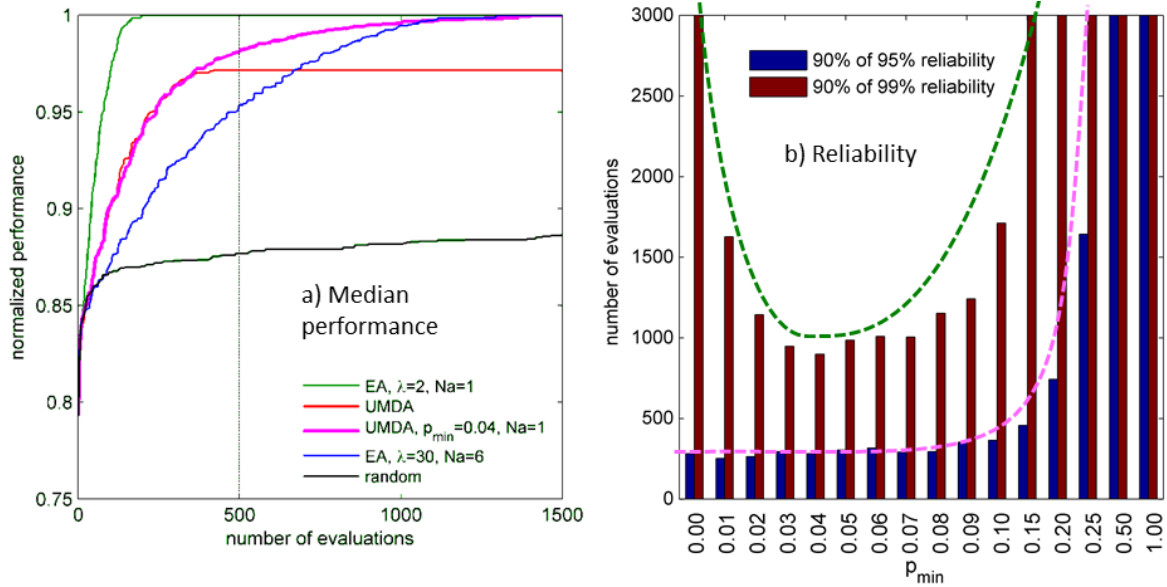 1
0.95
0.9
0.85
0.8
0.75
normalized performance
0
500
1000
1500
number of evaluations
a) Median
performance
EA, λ=2, Na=1
UMDA
UMDA, pmin=0.04, Na=1
EA, λ=30, Na=6
random
3000
2500
2000
1500
1000
500
0
number of evaluations
90% of 95% reliability
90% of 99% reliability
b) Reliability
0.00
0.01
0.02
0.03
0.04
0.05
0.06
0.07
0.08
0.09
0.10
0.15
0.20
0.25
0.50
1.00
pmin